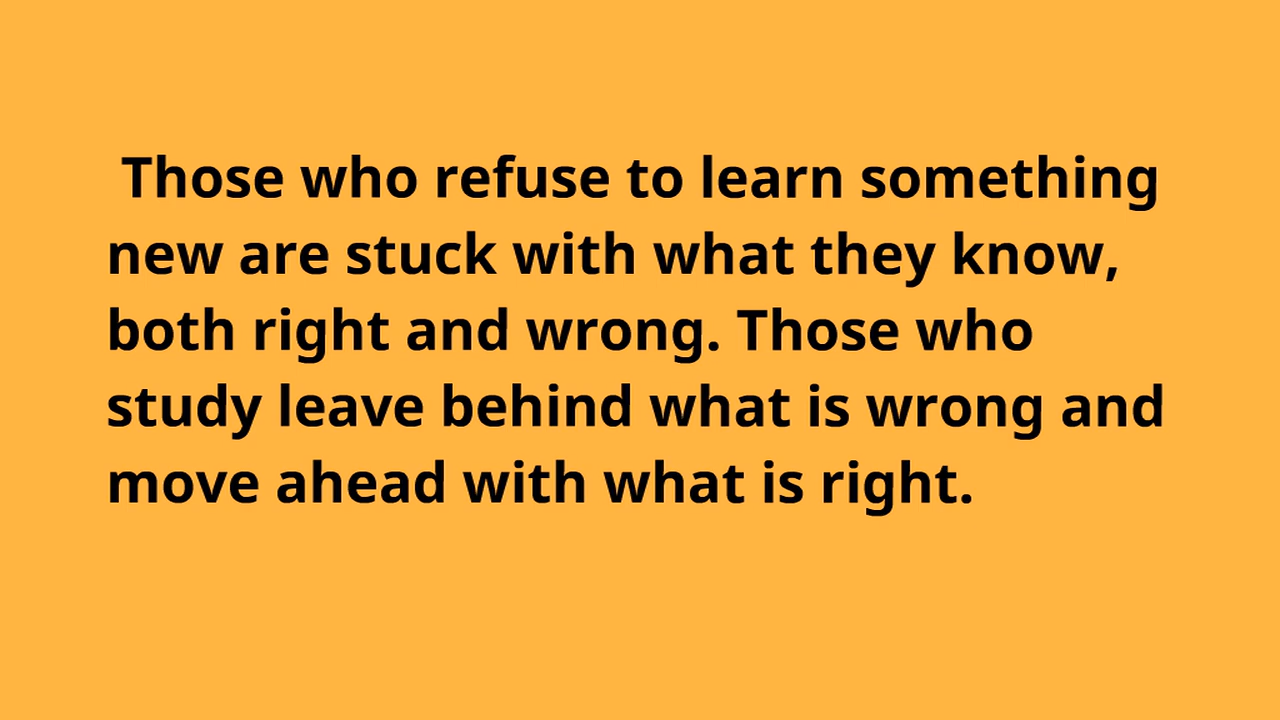 Those who refuse to learn something
new are stuck with what they know,
both right and wrong. Those who
study leave behind what is wrong and
move ahead with what is right.